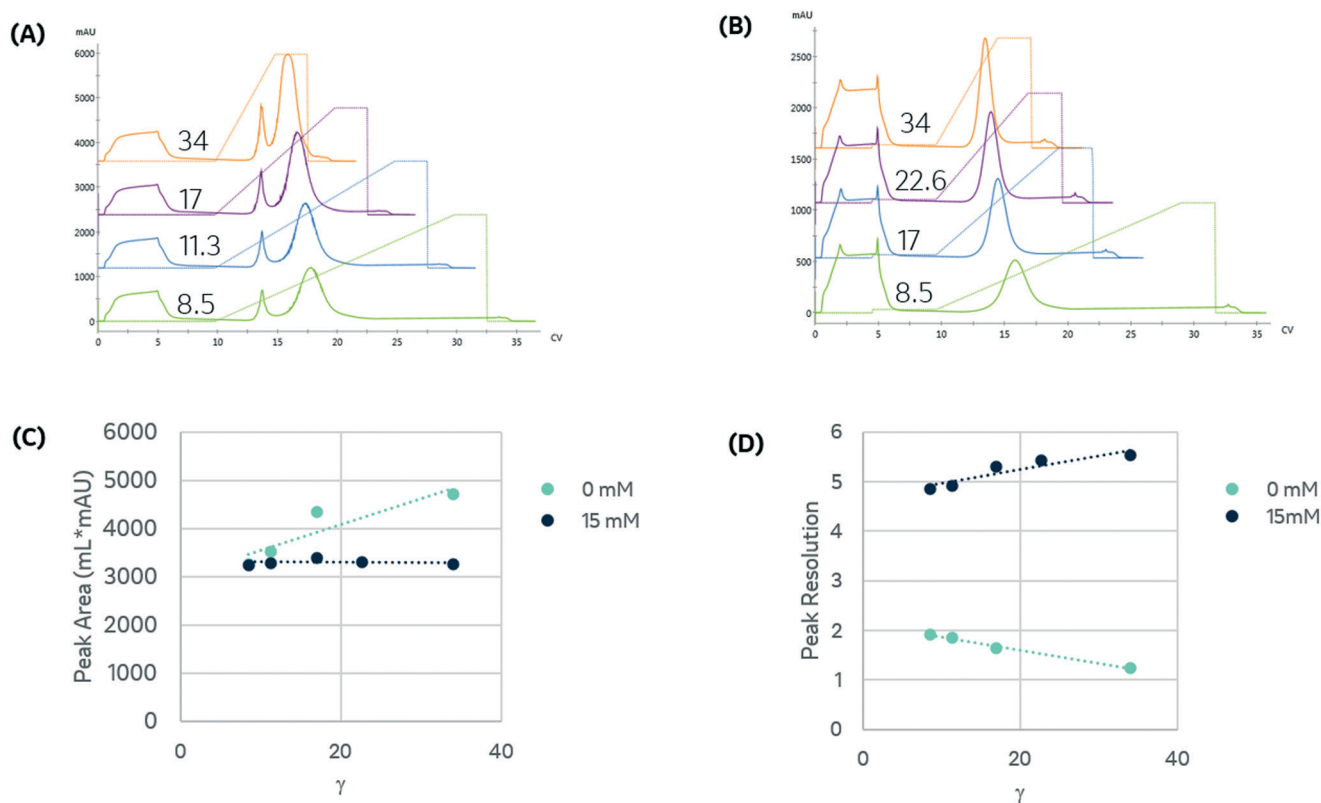 (A)
mAU
6000
5000
4000
3000
2000
1000
0
34
17
11.3
8.5
0 5 10 15 20 25 30 35
CV
(B)
mAU
2500
2000
1500
1000
500
0
34
22.6
17
8.5
0 5 10 15 20 25 30 35
CV
(C)
Peak Area (mL*mAU)
6000
5000
4000
3000
2000
1000
0
0 20 40
γ
0 mM
15 mM
(D)
Peak Resolution
6
5
4
3
2
1
0
0 20 40
γ
0 mM
15mM